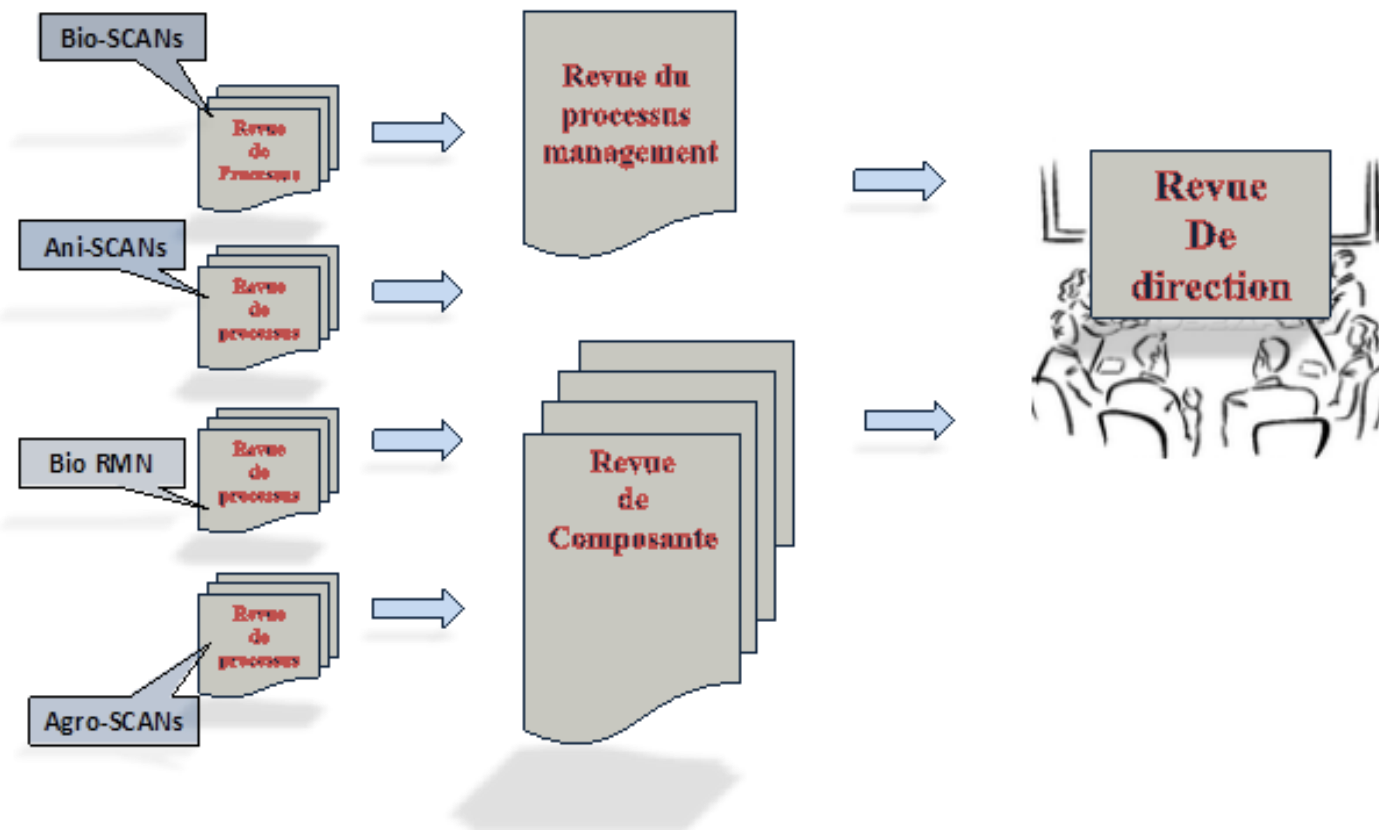 Bio-SCANs
Revue
de
Processus
Revue du
processus
management
Revue
De
direction
Ani-SCANs
Revue
de
processus
Bio RMN
Revue
de
processus
Revue
de
Composante
Agro-SCANs
Revue
de
processus